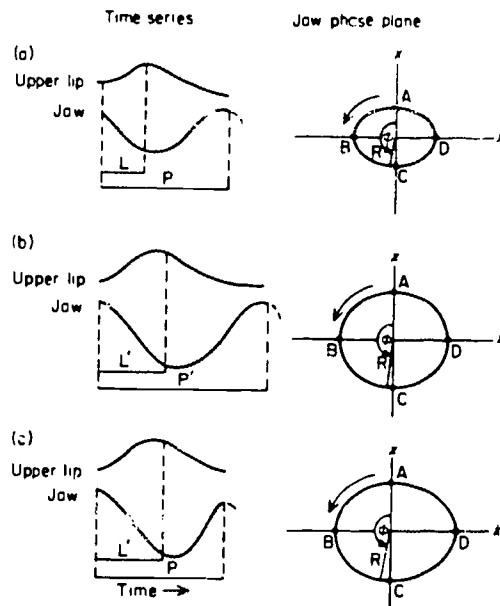 Time series Jaw phase plane
(a)
Upper lip
Jaw
L
P
x
A
B
D
R
C
(b)
Upper lip
Jaw
L'
P'
x
A
B
D
Φ
R
C
(c)
Upper lip
Jaw
L'
P
Time →
x
A
B
D
Φ
R
C